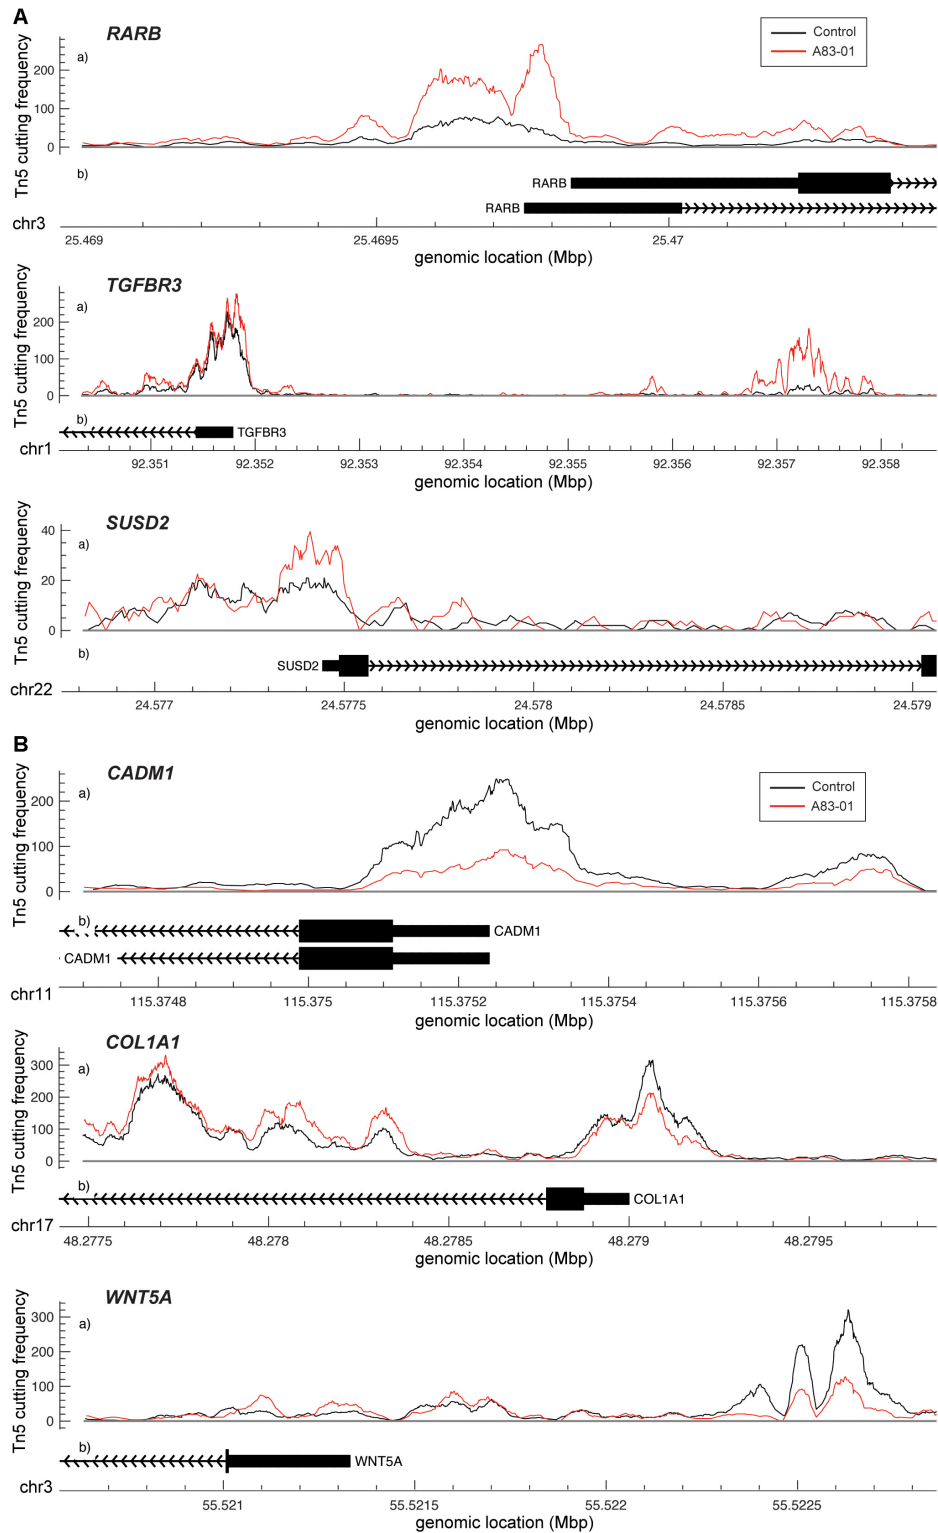 A
RARB
Tn5 cutting frequency
a)
200
100
0
Control
A83-01
b)
RARB
RARB
chr3
25.469 25.4695 25.47
genomic location (Mbp)
TGFBR3
Tn5 cutting frequency
a)
200
100
0
b)
TGFBR3
chr1
92.351 92.352 92.353 92.354 92.355 92.356 92.357 92.358
genomic location (Mbp)
SUSD2
Tn5 cutting frequency
a)
40
20
0
b)
SUSD2
chr22
24.577 24.5775 24.578 24.5785 24.579
genomic location (Mbp)
B
CADM1
Tn5 cutting frequency
a)
200
100
0
Control
A83-01
b)
CADM1
CADM1
chr11
115.3748 115.375 115.3752 115.3754 115.3756 115.3758
genomic location (Mbp)
COL1A1
Tn5 cutting frequency
a)
300
200
100
0
b)
COL1A1
chr17
48.2775 48.278 48.2785 48.279 48.2795
genomic location (Mbp)
WNT5A
Tn5 cutting frequency
a)
300
200
100
0
b)
WNT5A
chr3
55.521 55.5215 55.522 55.5225
genomic location (Mbp)